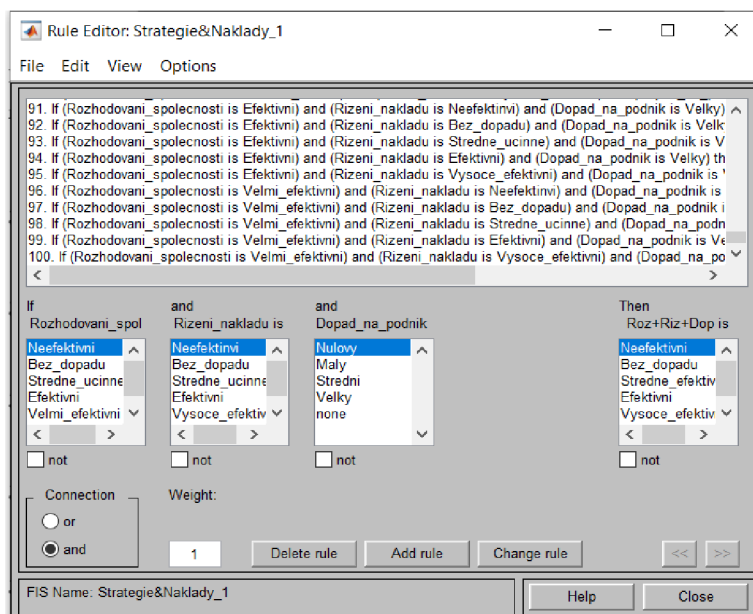 Rule Editor: Strategie&Naklady_1
File Edit View Options
91. If (Rozhodovani_spolecnosti is Efektivni) and (Rizeni_nakladu is Neefektinvi) and (Dopad_na_podnik is Velky)
92. If (Rozhodovani_spolecnosti is Efektivni) and (Rizeni_nakladu is Bez_dopadu) and (Dopad_na_podnik is Velk
93. If (Rozhodovani_spolecnosti is Efektivni) and (Rizeni_nakladu is Stredne_ucinne) and (Dopad_na_podnik is V
94. If (Rozhodovani_spolecnosti is Efektivni) and (Rizeni_nakladu is Efektivni) and (Dopad_na_podnik is Velky) th
95. If (Rozhodovani_spolecnosti is Efektivni) and (Rizeni_nakladu is Vysoce_efektivni) and (Dopad_na_podnik is
96. If (Rozhodovani_spolecnosti is Velmi_efektivni) and (Rizeni_nakladu is Neefektinvi) and (Dopad_na_podnik is
97. If (Rozhodovani_spolecnosti is Velmi_efektivni) and (Rizeni_nakladu is Bez_dopadu) and (Dopad_na_podnik i
98. If (Rozhodovani_spolecnosti is Velmi_efektivni) and (Rizeni_nakladu is Stredne_ucinne) and (Dopad_na_podn
99. If (Rozhodovani_spolecnosti is Velmi_efektivni) and (Rizeni_nakladu is Efektivni) and (Dopad_na_podnik is Ve
100. If (Rozhodovani_spolecnosti is Velmi_efektivni) and (Rizeni_nakladu is Vysoce_efektivni) and (Dopad_na_po
If and and Then
Rozhodovani_spol Rizeni_nakladu is Dopad_na_podnik Roz+Riz+Dop is
Neefektivni Neefektinvi Nulovy Neefektivni
Bez_dopadu Bez_dopadu Maly Bez_dopadu
Stredne_ucinne Stredne_ucinne Stredni Stredne_efektiv
Efektivni Efektivni Velky Efektivni
Velmi_efektivni Vysoce_efektiv none Vysoce_efektiv
not not not not
Connection Weight:
or
and 1 Delete rule Add rule Change rule << >>
FIS Name: Strategie&Naklady_1 Help Close